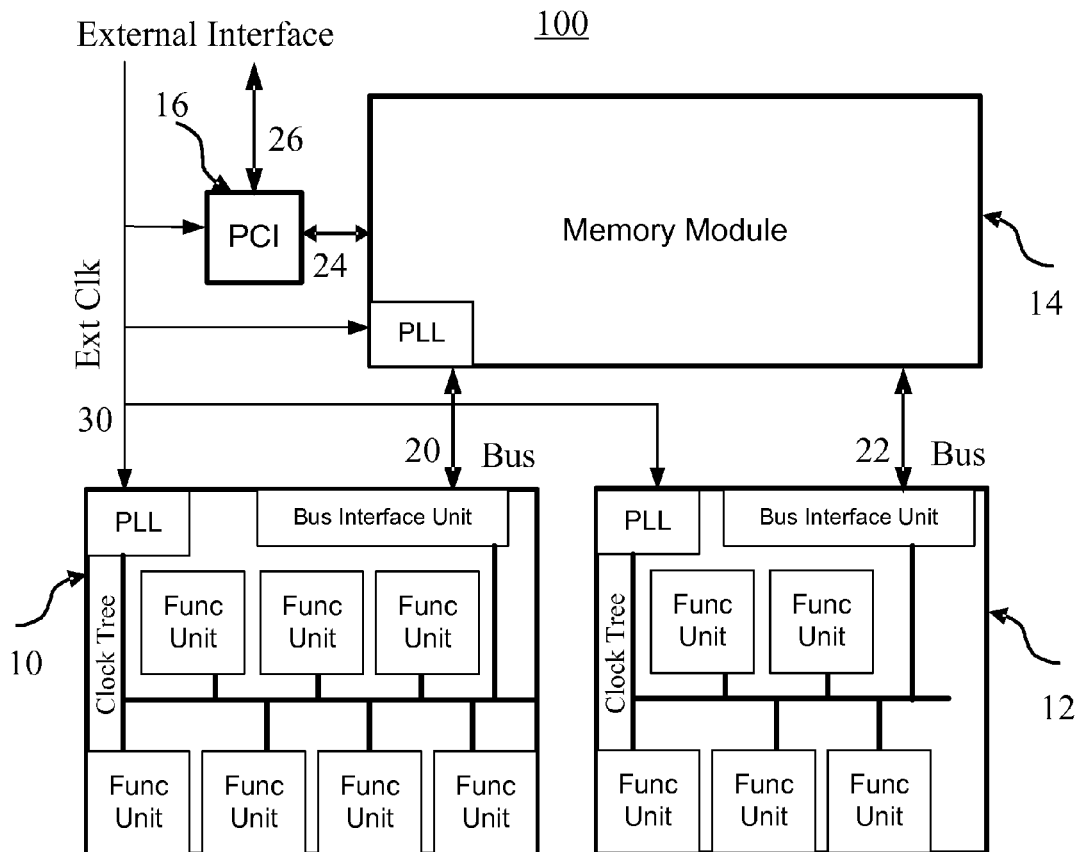 100
External Interface
16
26
PCI
24
Memory Module
14
Ext Clk
PLL
30
20
Bus
22
Bus
PLL
Bus Interface Unit
PLL
Bus Interface Unit
10
Clock Tree
Func
Unit
Func
Unit
Func
Unit
Clock Tree
Func
Unit
Func
Unit
12
Func
Unit
Func
Unit
Func
Unit
Func
Unit
Func
Unit
Func
Unit
Func
Unit